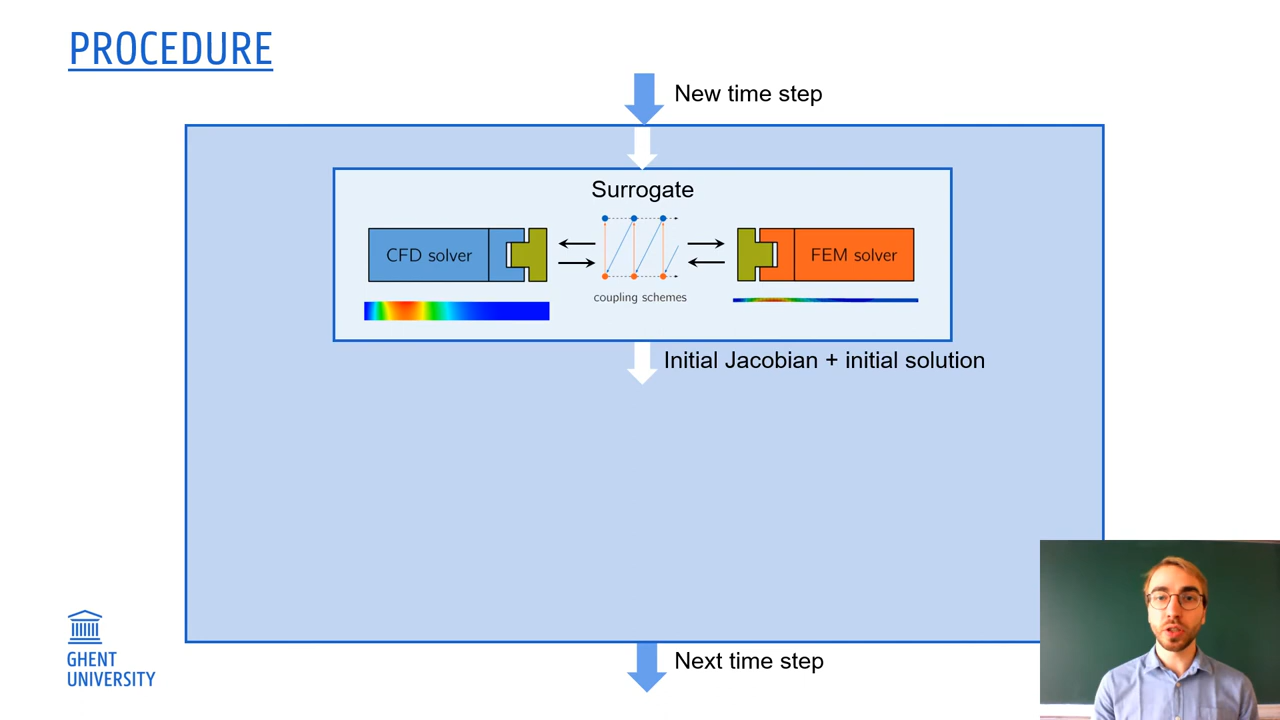 PROCEDURE
New time step
Surrogate
CFD solver
FEM solver
coupling schemes
Initial Jacobian + initial solution
Next time step
GHENT
UNIVERSITY